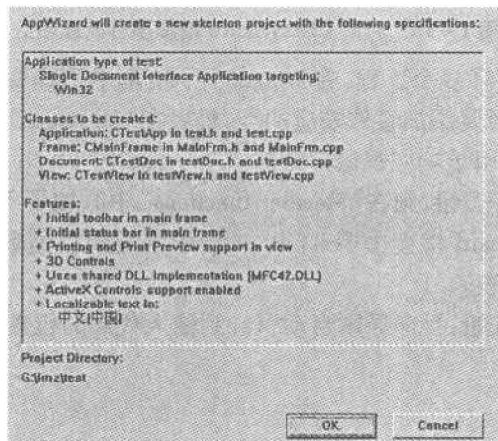 AppWizard will create a new skeleton project with the following specifications:
Application type of test:
Single Document Interface Application targeting:
Win32
Classes to be created:
Application: CTestApp in test.h and test.cpp
Frame: CMainFrame in MainFrm.h and MainFrm.cpp
Document: CTestDoc in testDoc.h and testDoc.cpp
View: CTestView in testView.h and testView.cpp
Features:
+ Initial toolbar in main frame
+ Initial status bar in main frame
+ Printing and Print Preview support in view
+ 3D Controls
+ Uses shared DLL implementation (MFC42.DLL)
+ ActiveX Controls support enabled
+ Localizable text in:
中文[中国]
Project Directory:
OK
Cancel